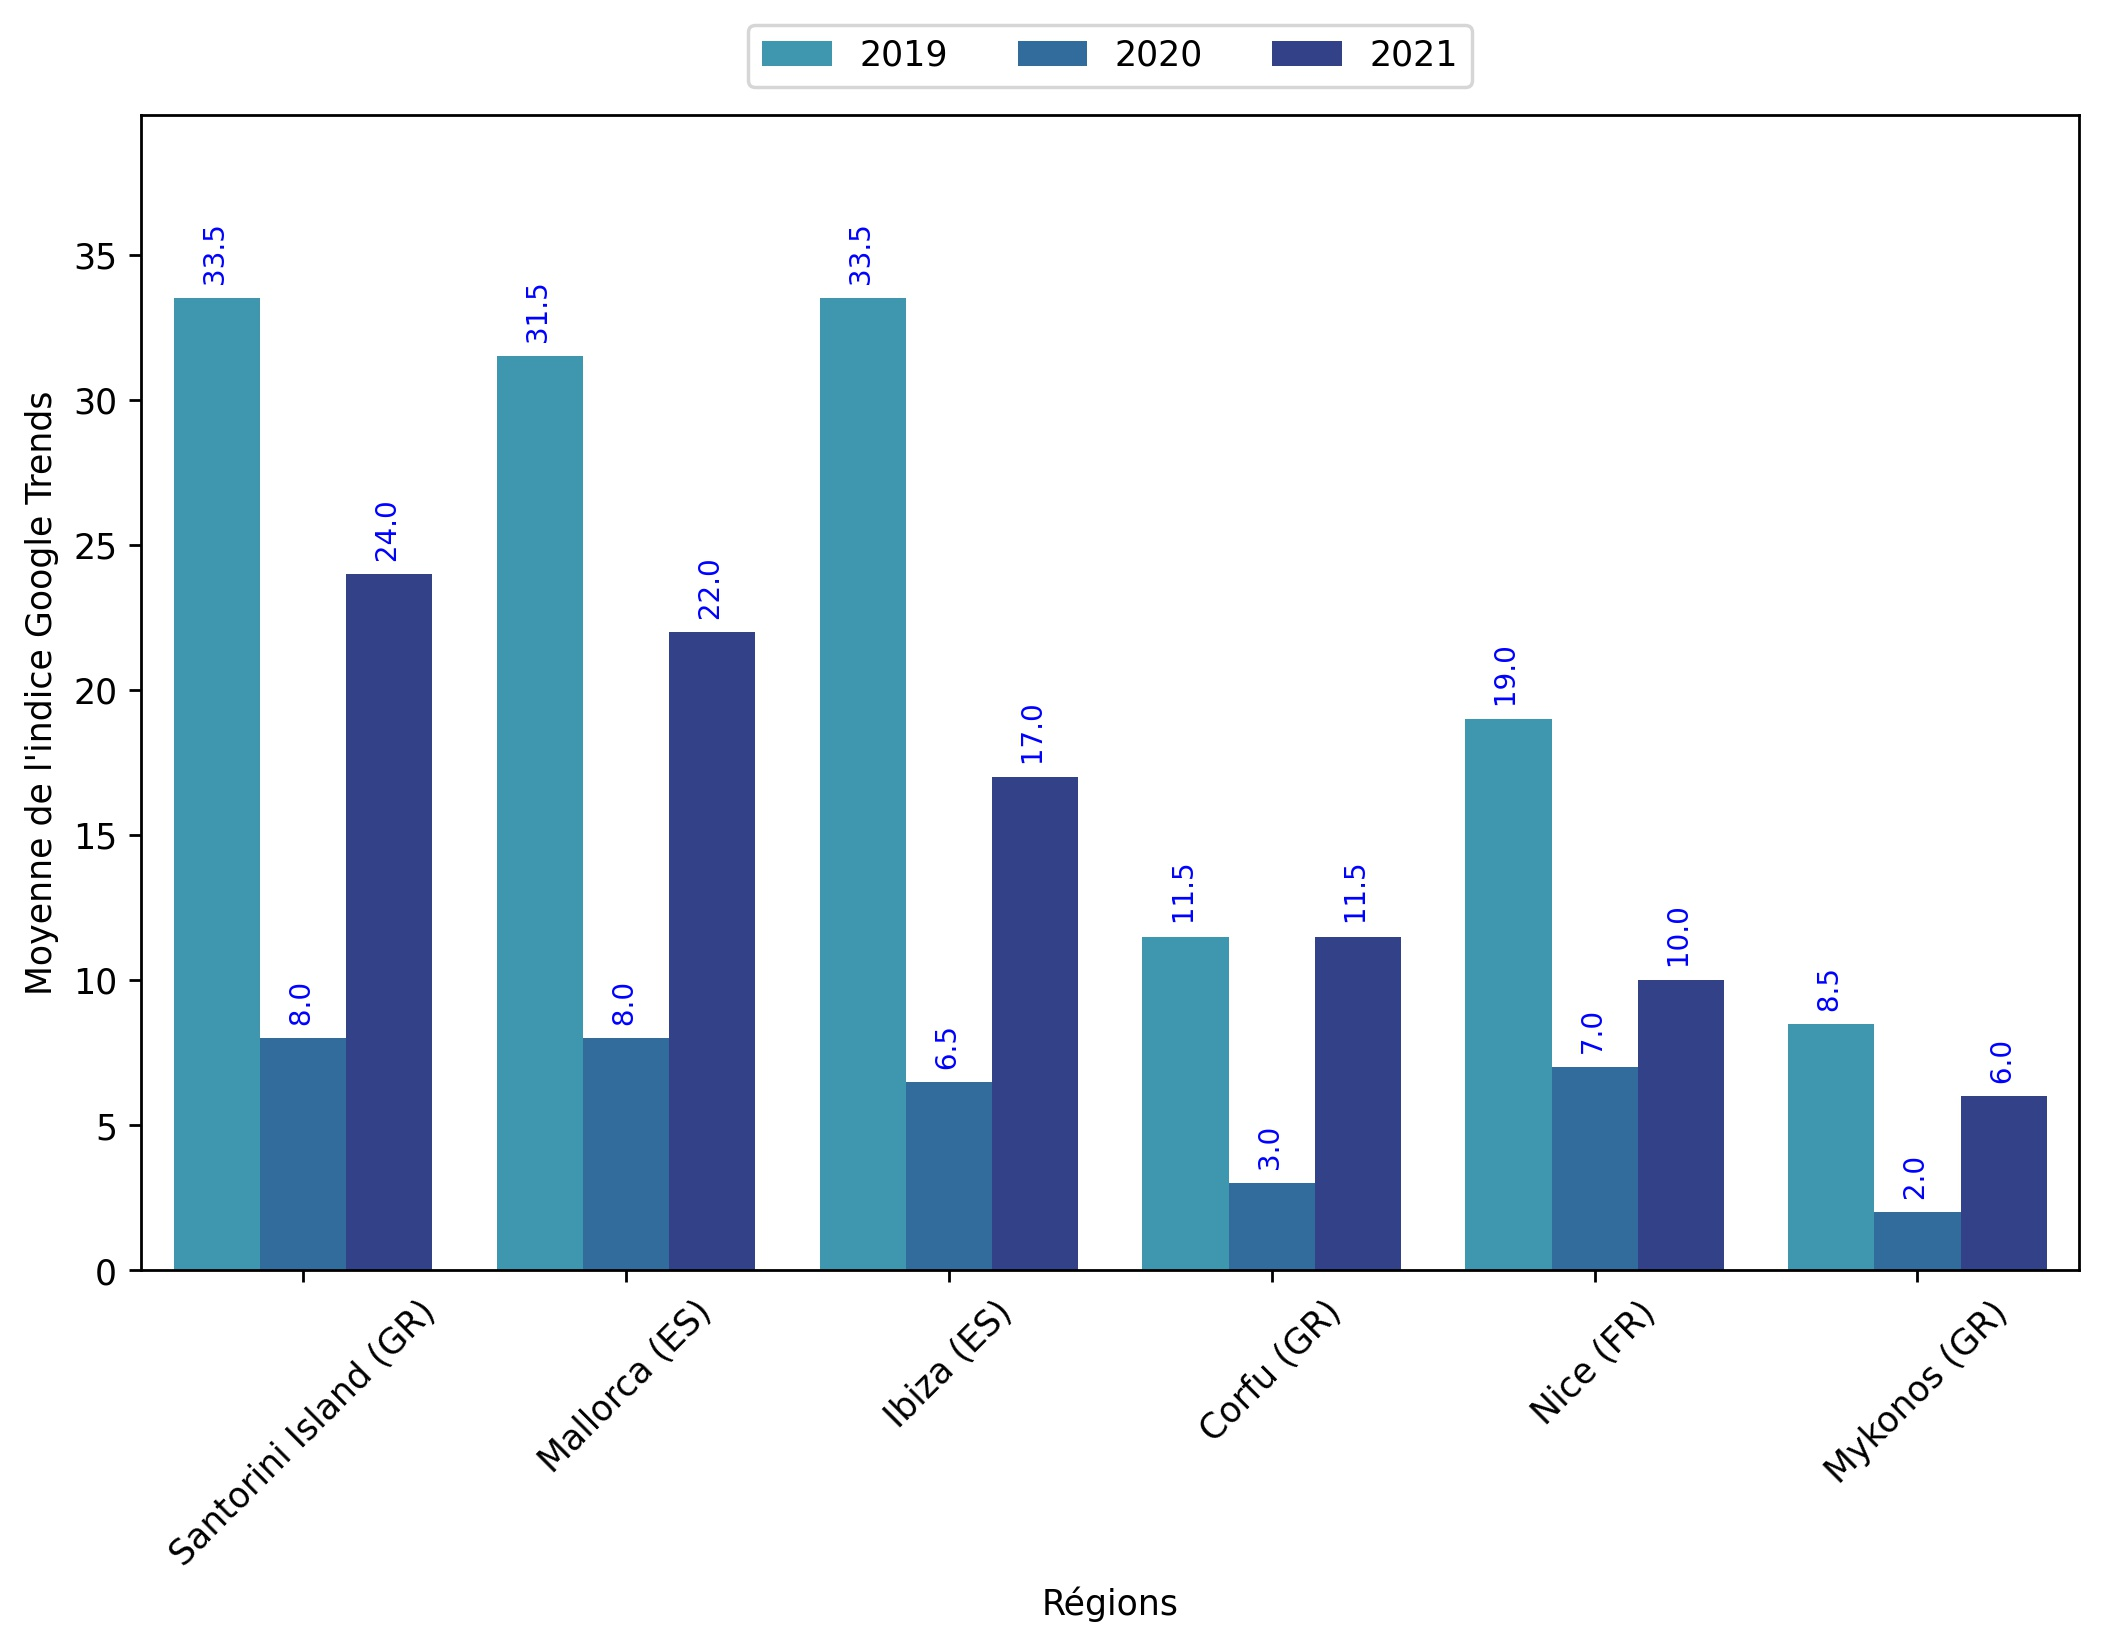 2019 2020 2021
Moyenne de l'indice Google Trends
35
30
25
20
15
10
5
0
33.5 8.0 24.0
31.5 8.0 22.0
33.5 6.5 17.0
11.5 3.0 11.5
19.0 7.0 10.0
8.5 2.0 6.0
Santorini Island (GR)
Mallorca (ES)
Ibiza (ES)
Corfu (GR)
Nice (FR)
Mykonos (GR)
Régions